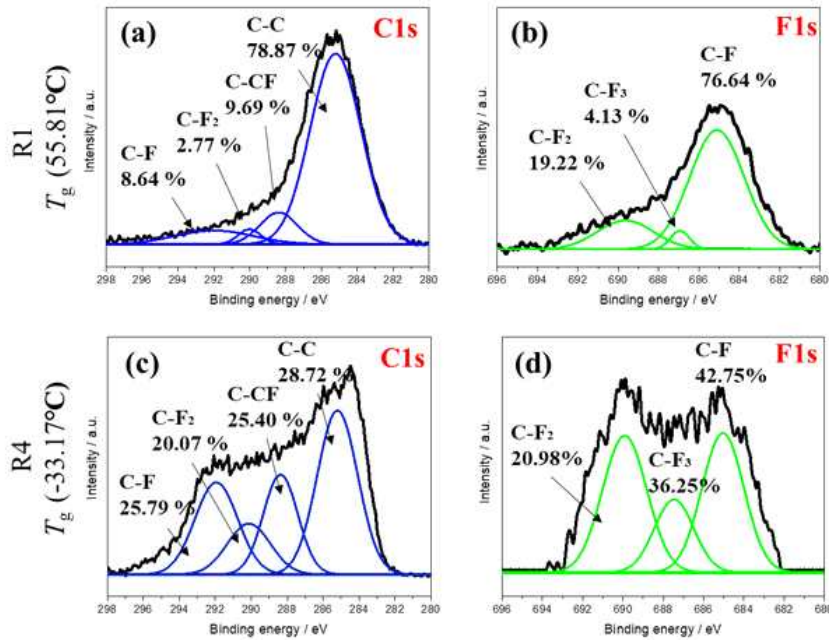 R1
T_g (55.81°C)
(a)
C1s
C-C
78.87 %
C-CF
9.69 %
C-F₂
2.77 %
C-F
8.64 %
Intensity / a.u.
298 296 294 292 290 288 286 284 282 280
Binding energy / eV
(b)
F1s
C-F
76.64 %
C-F₃
4.13 %
C-F₂
19.22 %
Intensity / a.u.
696 694 692 690 688 686 684 682 680
Binding energy / eV
R4
T_g (-33.17°C)
(c)
C1s
C-C
28.72 %
C-CF
25.40 %
C-F₂
20.07 %
C-F
25.79 %
Intensity / a.u.
298 296 294 292 290 288 286 284 282 280
Binding energy / eV
(d)
F1s
C-F
42.75%
C-F₂
20.98%
C-F₃
36.25%
Intensity / a.u.
696 694 692 690 688 686 684 682 680
Binding energy / eV